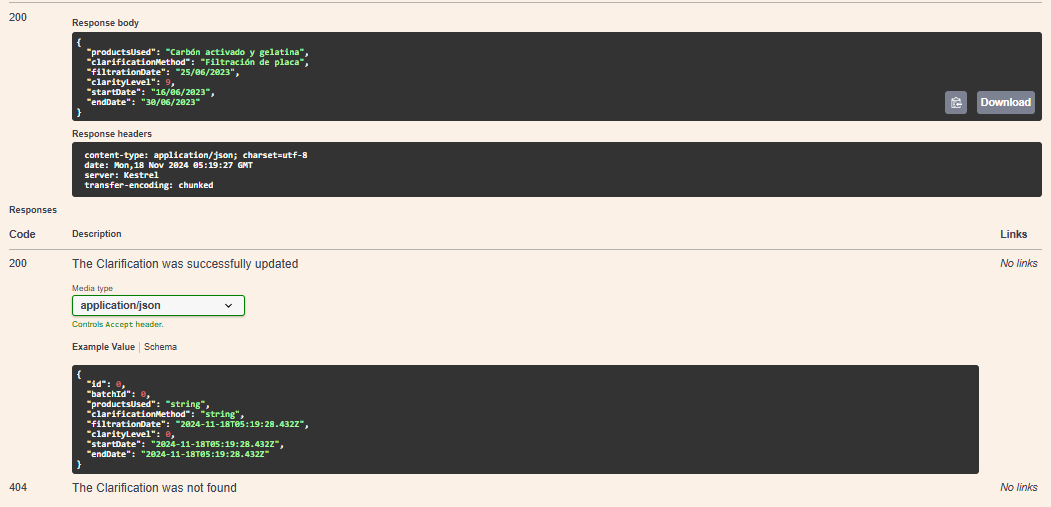 200
Response body
{
"productsUsed": "Carbón activado y gelatina",
"clarificationMethod": "Filtración de placa",
"filtrationDate": "25/06/2023",
"clarityLevel": 9,
"startDate": "16/06/2023",
"endDate": "30/06/2023"
}
Download
Response headers
content-type: application/json; charset=utf-8
date: Mon,18 Nov 2024 05:19:27 GMT
server: Kestrel
transfer-encoding: chunked
Responses
Code Description Links
200 The Clarification was successfully updated No links
Media type
application/json
Controls Accept header.
Example Value Schema
{
"id": 0,
"batchId": 0,
"productsUsed": "string",
"clarificationMethod": "string",
"filtrationDate": "2024-11-18T05:19:28.432Z",
"clarityLevel": 0,
"startDate": "2024-11-18T05:19:28.432Z",
"endDate": "2024-11-18T05:19:28.432Z"
}
404 The Clarification was not found No links